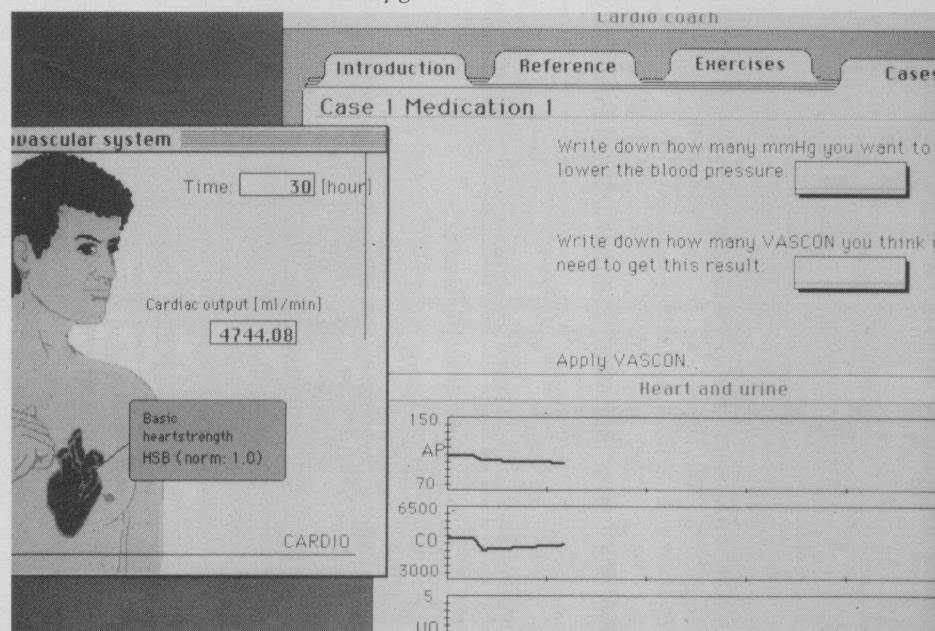 Cardio coach
Introduction
Reference
Exercises
Cases
Case 1 Medication 1
ovascular system
Time: 30 [hour]
Cardiac output [ml/min]
4744.08
Basic
heartstrength
HSB (norm: 1.0)
CARDIO
Write down how many mmHg you want to
lower the blood pressure:
Write down how many VASCON you think
need to get this result:
Apply VASCON.
Heart and urine
150
AP
70
6500
CO
3000
5
UO